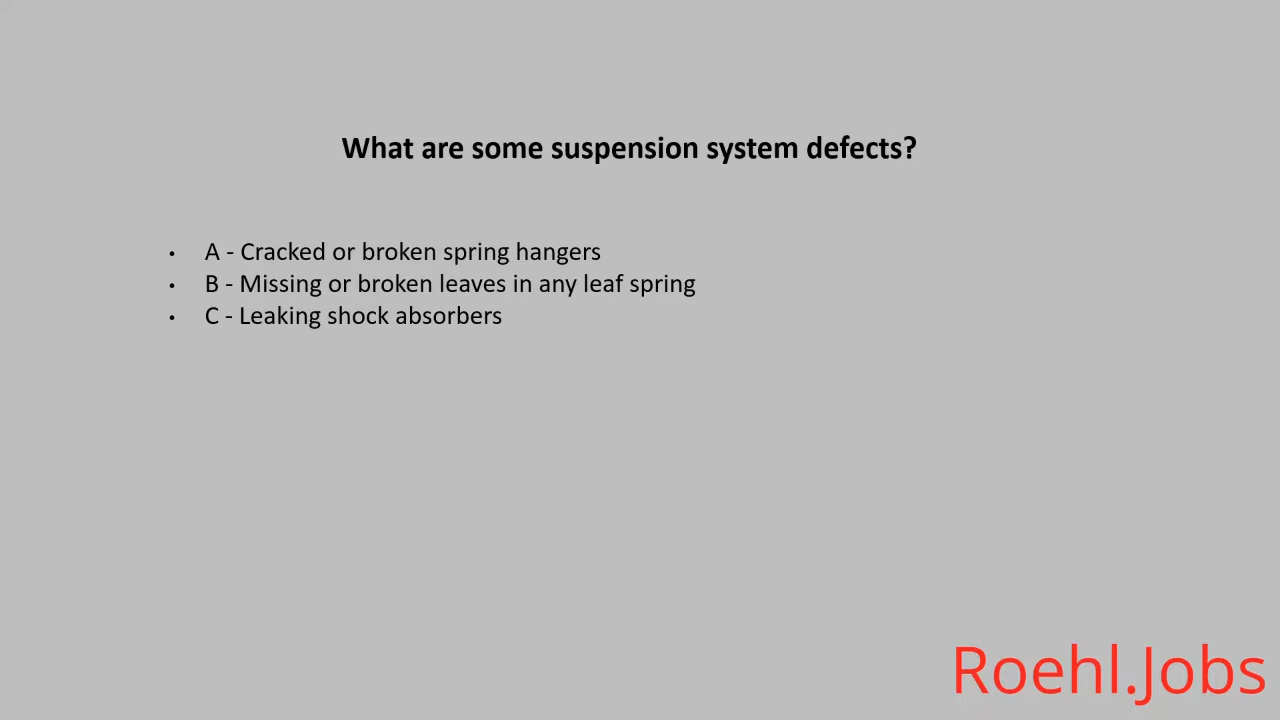 What are some suspension system defects?
• A - Cracked or broken spring hangers
• B - Missing or broken leaves in any leaf spring
• C - Leaking shock absorbers
Roehl.Jobs